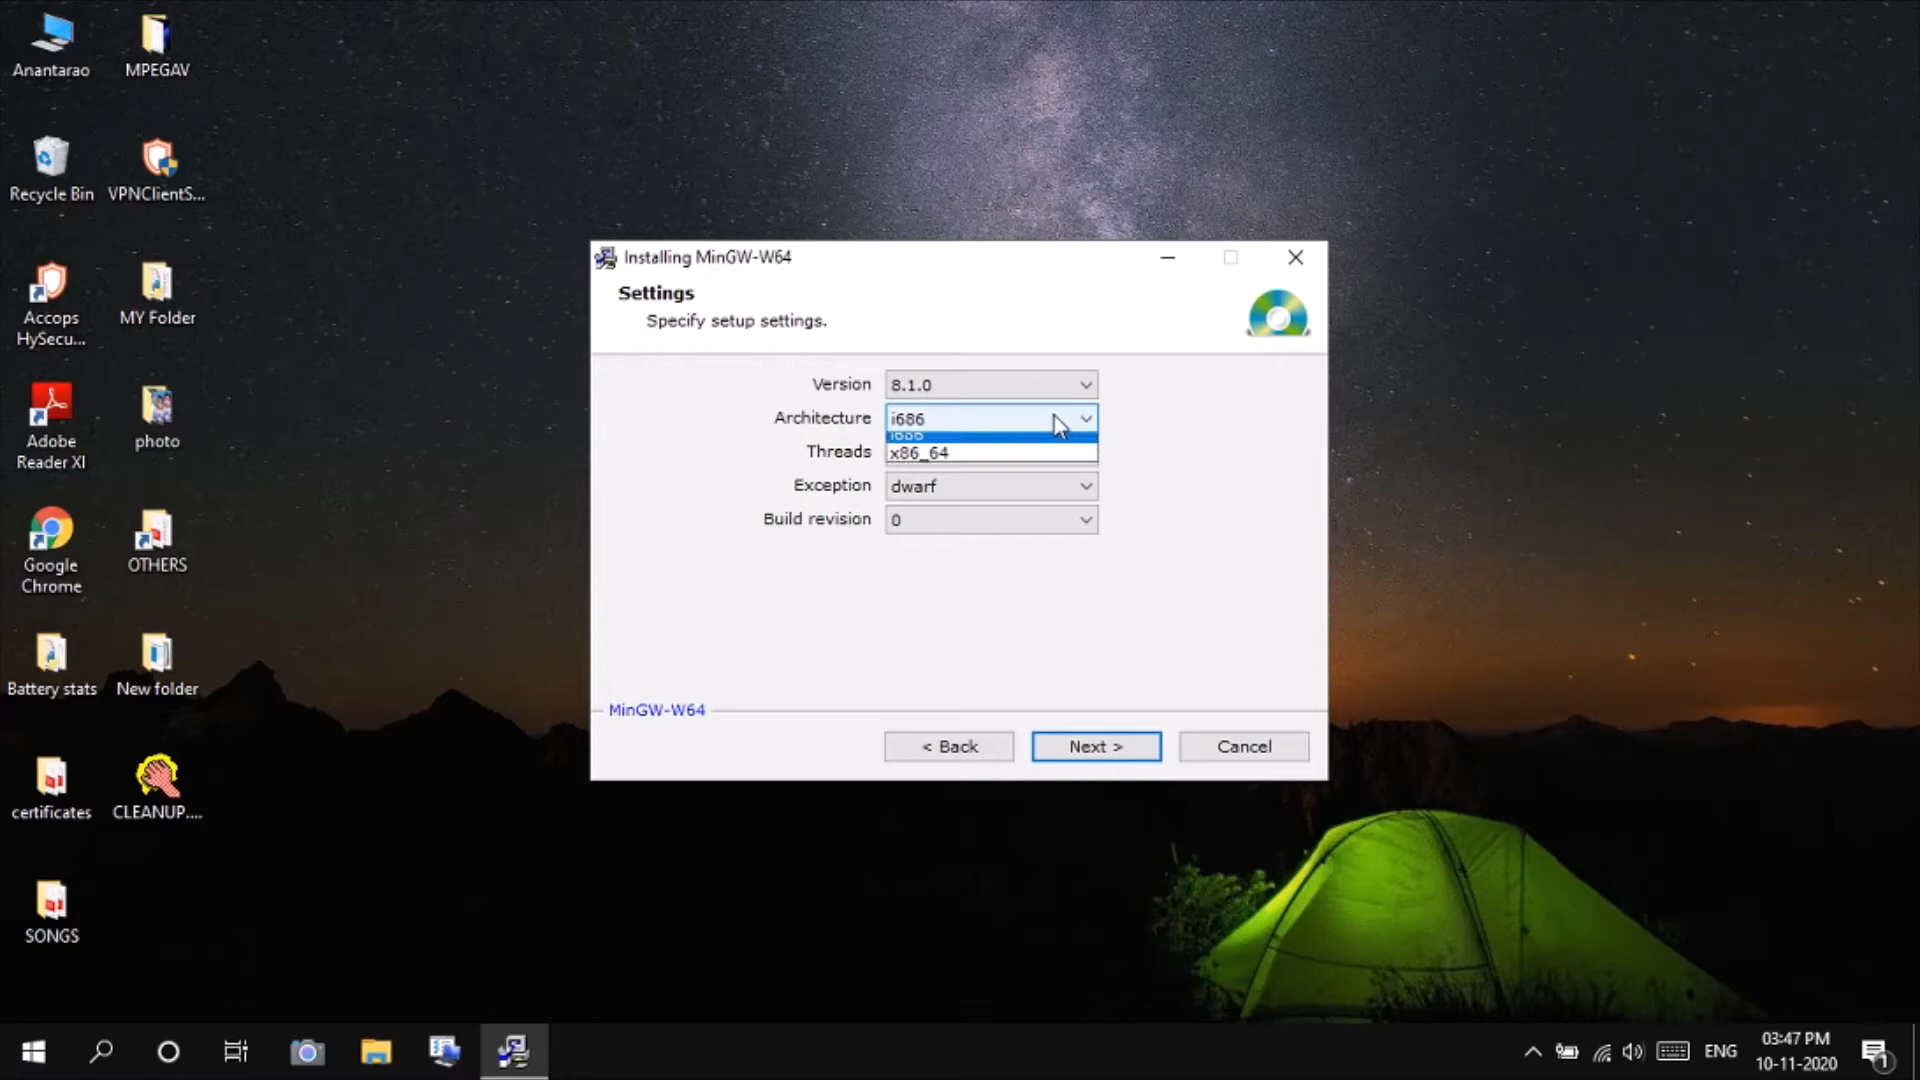 Anantarao
MPEGAV
Recycle Bin
VPNClientS...
Accops
HySecu...
MY Folder
Adobe
Reader XI
photo
Google
Chrome
OTHERS
Battery stats
New folder
certificates
CLEANUP....
SONGS
Installing MinGW-W64
Settings
Specify setup settings.
Version 8.1.0
Architecture i686
i686
Threads x86_64
Exception dwarf
Build revision 0
MinGW-W64
< Back Next > Cancel
ENG
03:47 PM
10-11-2020
1